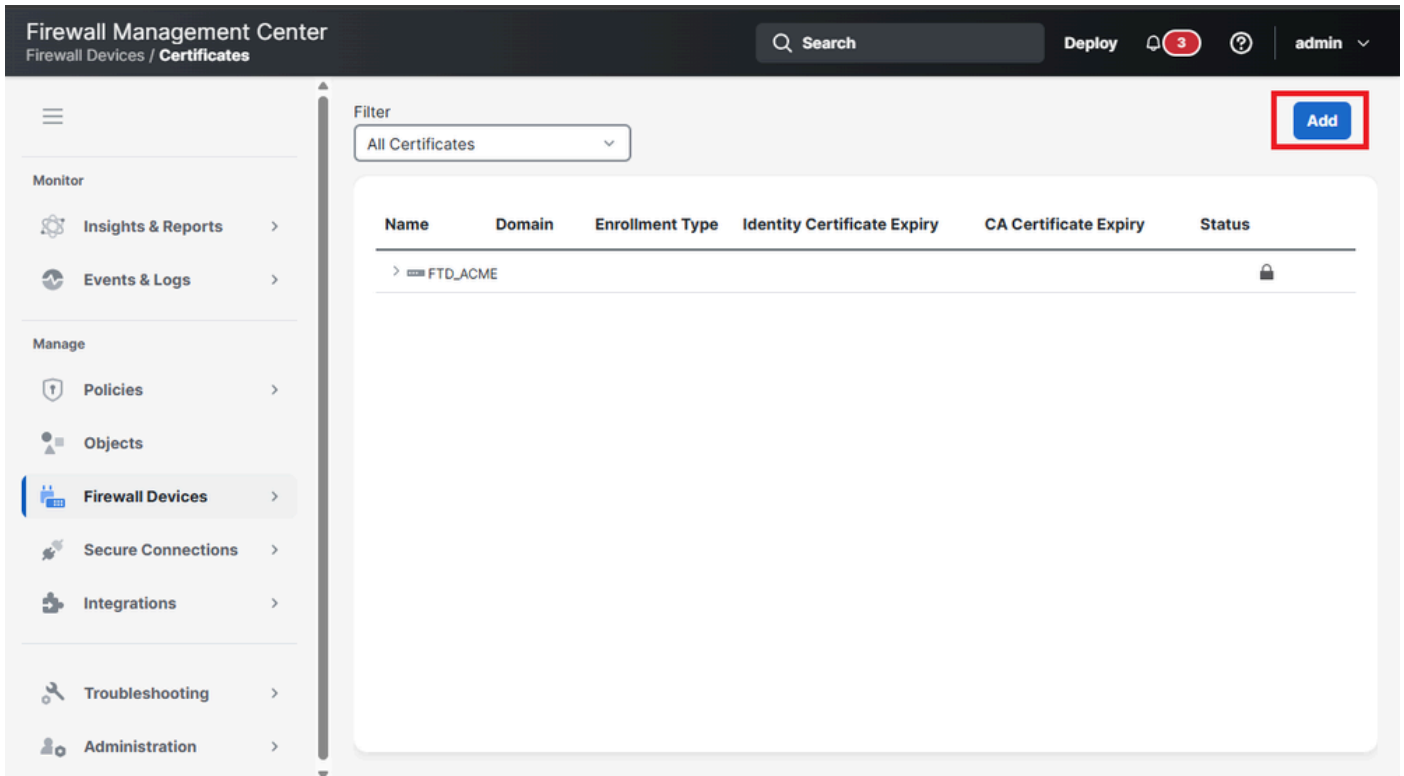 Firewall Management Center
Firewall Devices / Certificates
Search
Deploy
3
admin
Filter
All Certificates
Add
Monitor
Insights & Reports
Events & Logs
Manage
Policies
Objects
Firewall Devices
Secure Connections
Integrations
Troubleshooting
Administration
Name Domain Enrollment Type Identity Certificate Expiry CA Certificate Expiry Status
FTD_ACME